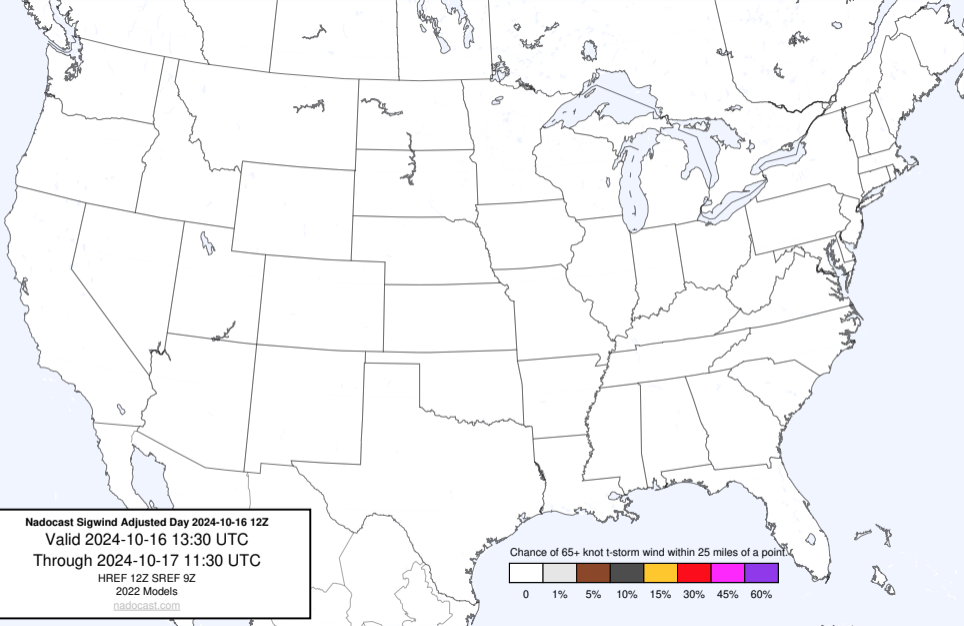 Nadocast Sigwind Adjusted Day 2024-10-16 12Z
Valid 2024-10-16 13:30 UTC
Through 2024-10-17 11:30 UTC
HREF 12Z SREF 9Z
2022 Models
nadocast.com
Chance of 65+ knot t-storm wind within 25 miles of a point.
0 1% 5% 10% 15% 30% 45% 60%